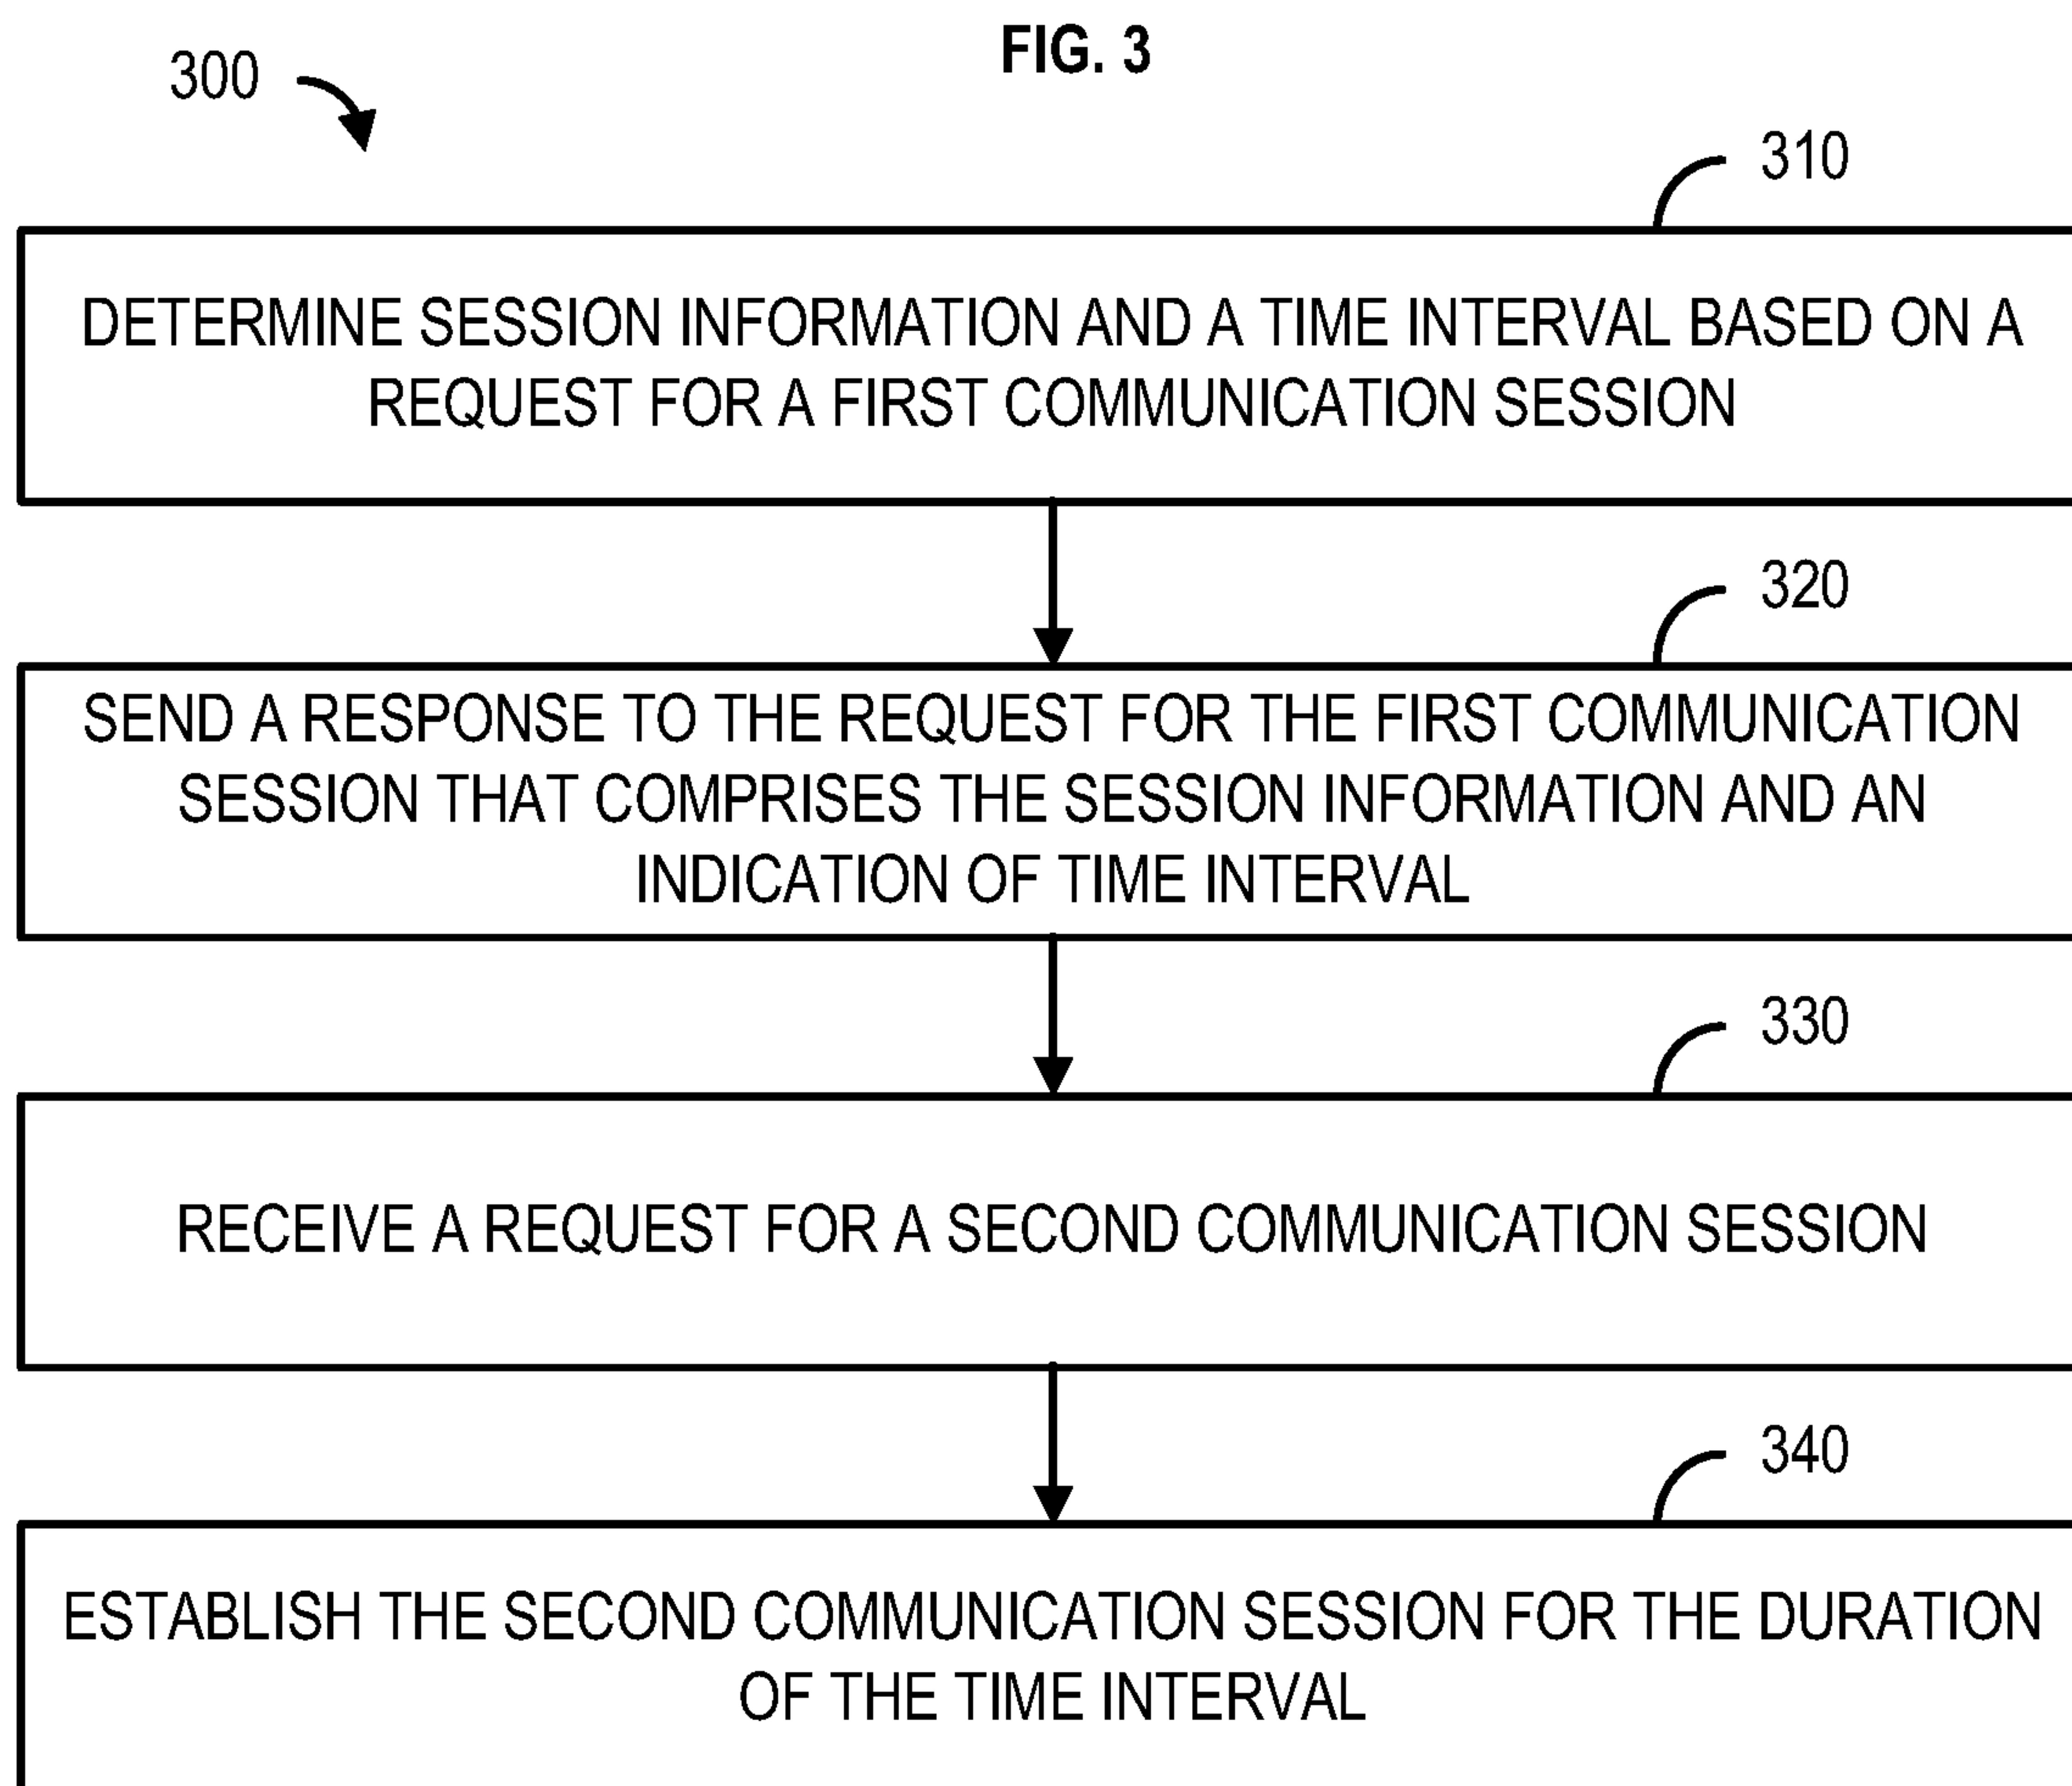 FIG. 3
300
310
DETERMINE SESSION INFORMATION AND A TIME INTERVAL BASED ON A
REQUEST FOR A FIRST COMMUNICATION SESSION
320
SEND A RESPONSE TO THE REQUEST FOR THE FIRST COMMUNICATION
SESSION THAT COMPRISES THE SESSION INFORMATION AND AN
INDICATION OF TIME INTERVAL
330
RECEIVE A REQUEST FOR A SECOND COMMUNICATION SESSION
340
ESTABLISH THE SECOND COMMUNICATION SESSION FOR THE DURATION
OF THE TIME INTERVAL